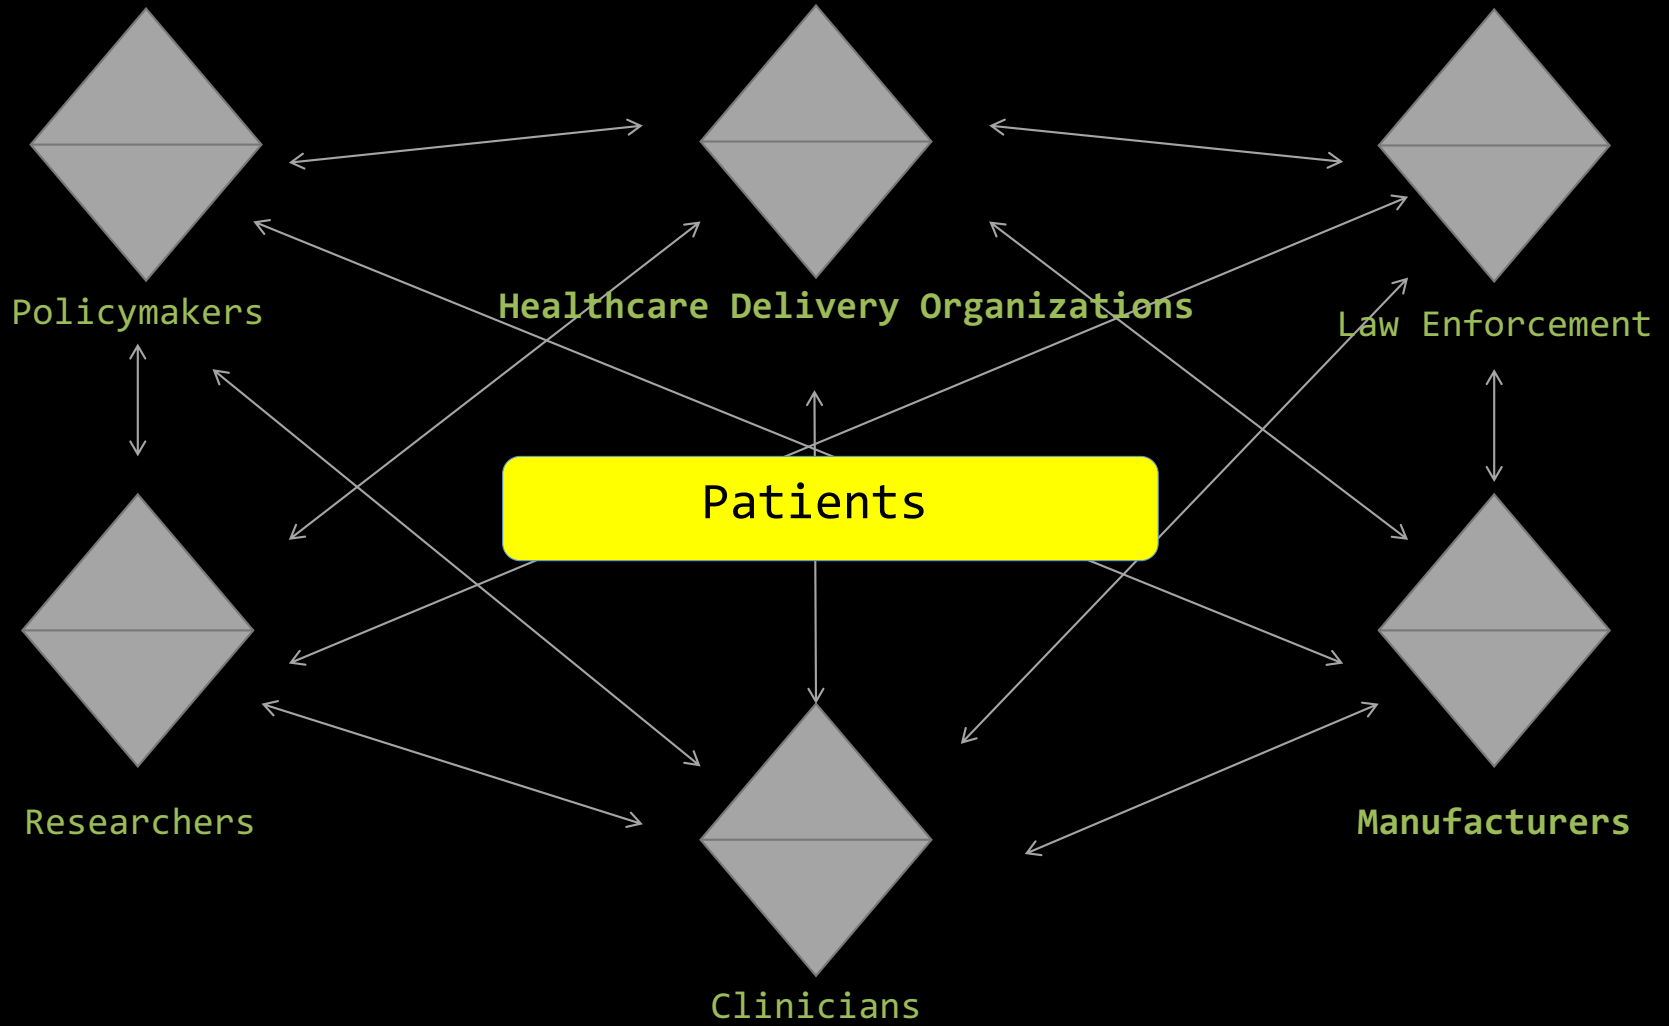 Policymakers
Healthcare Delivery Organizations
Law Enforcement
Patients
Researchers
Manufacturers
Clinicians